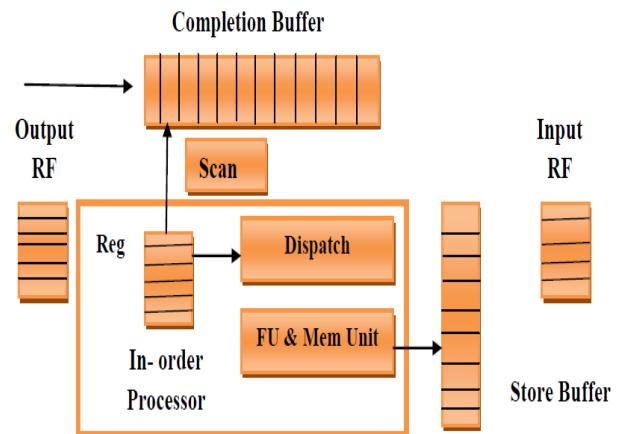 Completion Buffer
Output
RF
Input
RF
Scan
Reg
Dispatch
FU & Mem Unit
In- order
Processor
Store Buffer